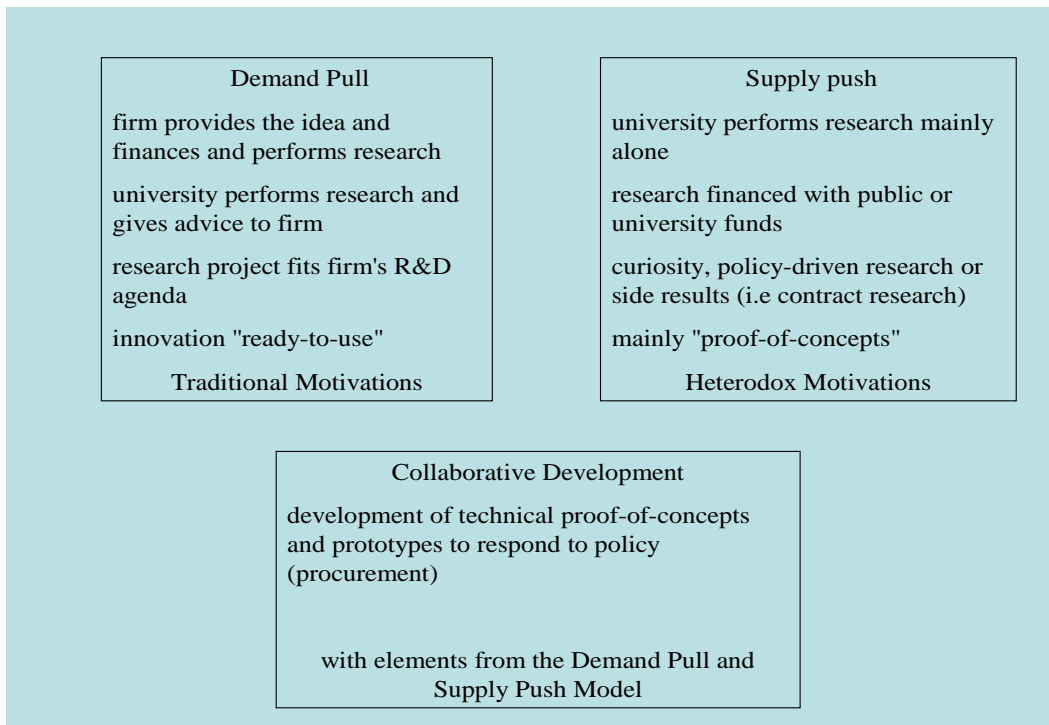 Demand Pull
firm provides the idea and
finances and performs research
university performs research and
gives advice to firm
research project fits firm's R&D
agenda
innovation "ready-to-use"
Traditional Motivations
Supply push
university performs research mainly
alone
research financed with public or
university funds
curiosity, policy-driven research or
side results (i.e contract research)
mainly "proof-of-concepts"
Heterodox Motivations
Collaborative Development
development of technical proof-of-concepts
and prototypes to respond to policy
(procurement)
with elements from the Demand Pull and
Supply Push Model